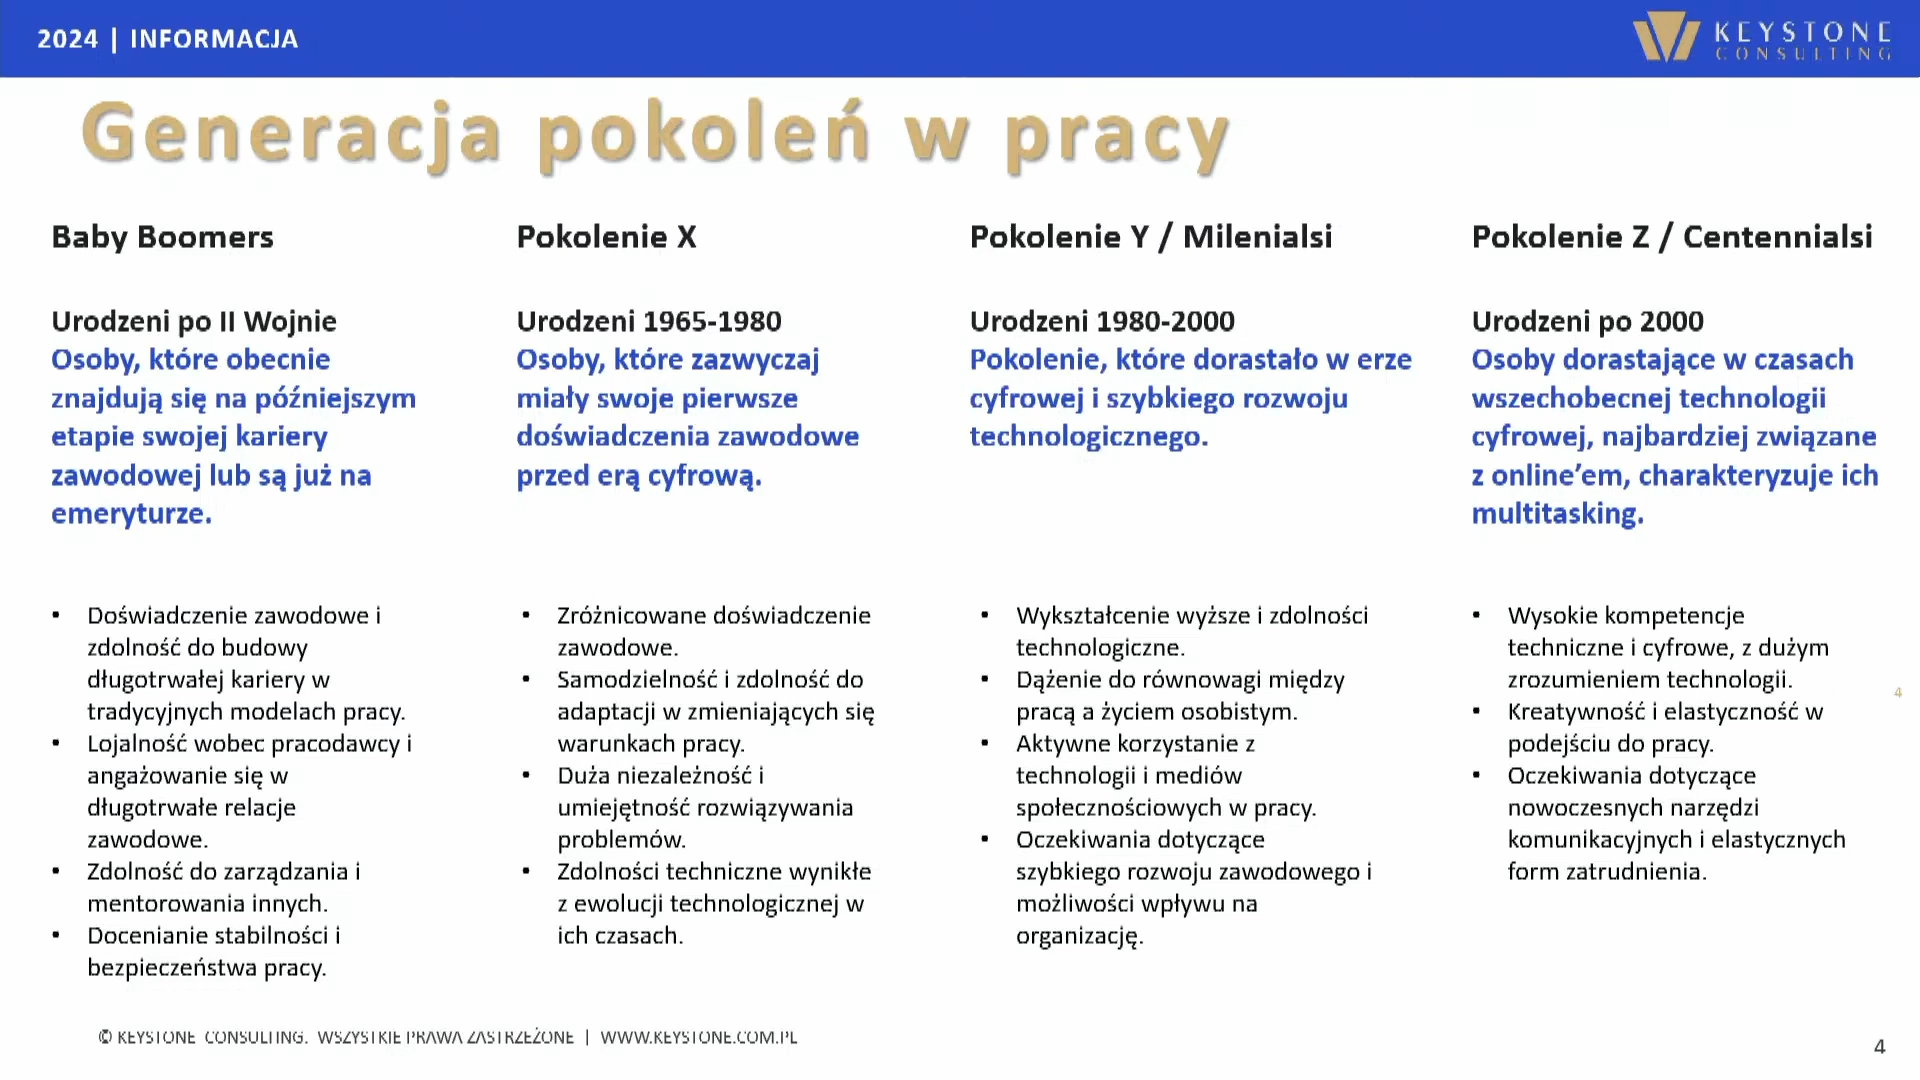 2024 | INFORMACJA
KEYSTONE
CONSULTING
Generacja pokoleń w pracy
Baby Boomers
Urodzeni po II Wojnie
Osoby, które obecnie
znajdują się na późniejszym
etapie swojej kariery
zawodowej lub są już na
emeryturze.
• Doświadczenie zawodowe i
zdolność do budowy
długotrwałej kariery w
tradycyjnych modelach pracy.
• Lojalność wobec pracodawcy i
angażowanie się w
długotrwałe relacje
zawodowe.
• Zdolność do zarządzania i
mentorowania innych.
• Docenianie stabilności i
bezpieczeństwa pracy.
Pokolenie X
Urodzeni 1965-1980
Osoby, które zazwyczaj
miały swoje pierwsze
doświadczenia zawodowe
przed erą cyfrową.
• Zróżnicowane doświadczenie
zawodowe.
• Samodzielność i zdolność do
adaptacji w zmieniających się
warunkach pracy.
• Duża niezależność i
umiejętność rozwiązywania
problemów.
• Zdolności techniczne wynikłe
z ewolucji technologicznej w
ich czasach.
Pokolenie Y / Milenialsi
Urodzeni 1980-2000
Pokolenie, które dorastało w erze
cyfrowej i szybkiego rozwoju
technologicznego.
• Wykształcenie wyższe i zdolności
technologiczne.
• Dążenie do równowagi między
pracą a życiem osobistym.
• Aktywne korzystanie z
technologii i mediów
społecznościowych w pracy.
• Oczekiwania dotyczące
szybkiego rozwoju zawodowego i
możliwości wpływu na
organizację.
Pokolenie Z / Centennialsi
Urodzeni po 2000
Osoby dorastające w czasach
wszechobecnej technologii
cyfrowej, najbardziej związane
z online’em, charakteryzuje ich
multitasking.
• Wysokie kompetencje
techniczne i cyfrowe, z dużym
zrozumieniem technologii.
• Kreatywność i elastyczność w
podejściu do pracy.
• Oczekiwania dotyczące
nowoczesnych narzędzi
komunikacyjnych i elastycznych
form zatrudnienia.
4
© KEYSTONE CONSULTING. WSZYSTKIE PRAWA ZASTRZEŻONE | WWW.KEYSTONE.COM.PL
4